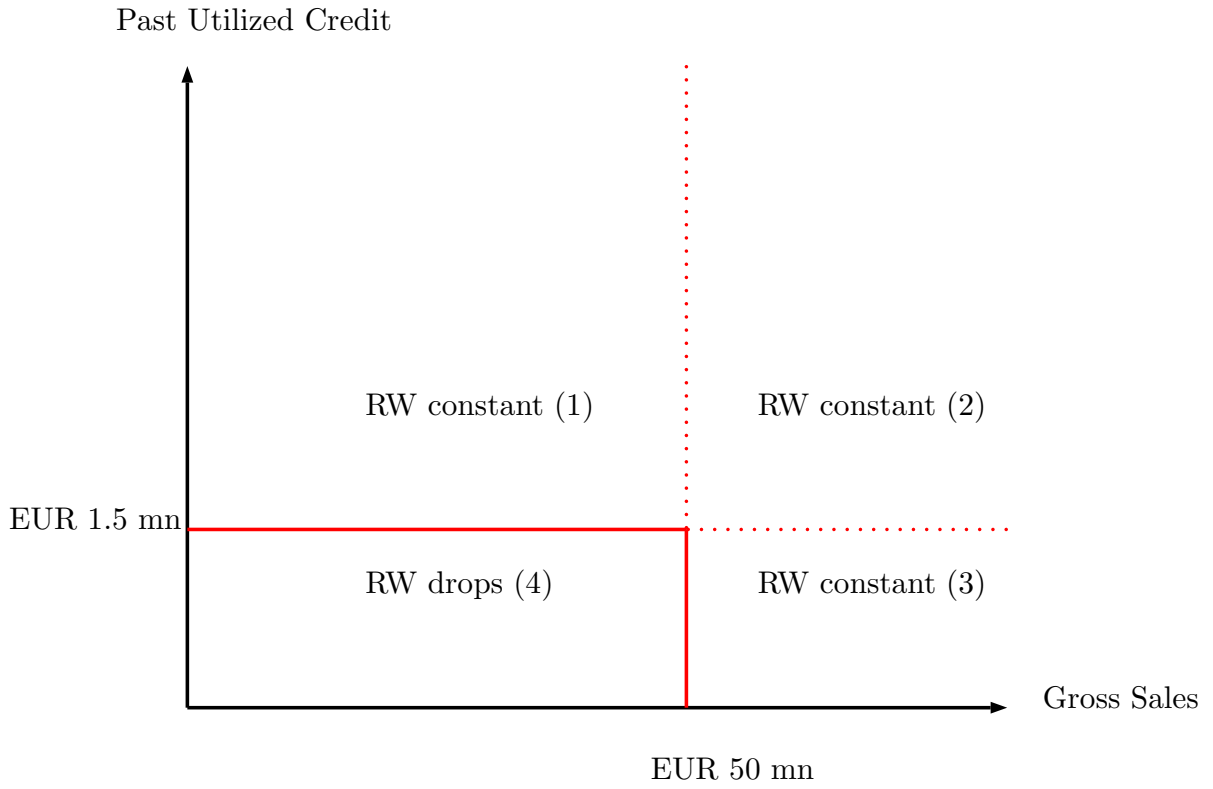 Past Utilized Credit
RW constant (1)
RW constant (2)
EUR 1.5 mn
RW drops (4)
RW constant (3)
Gross Sales
EUR 50 mn